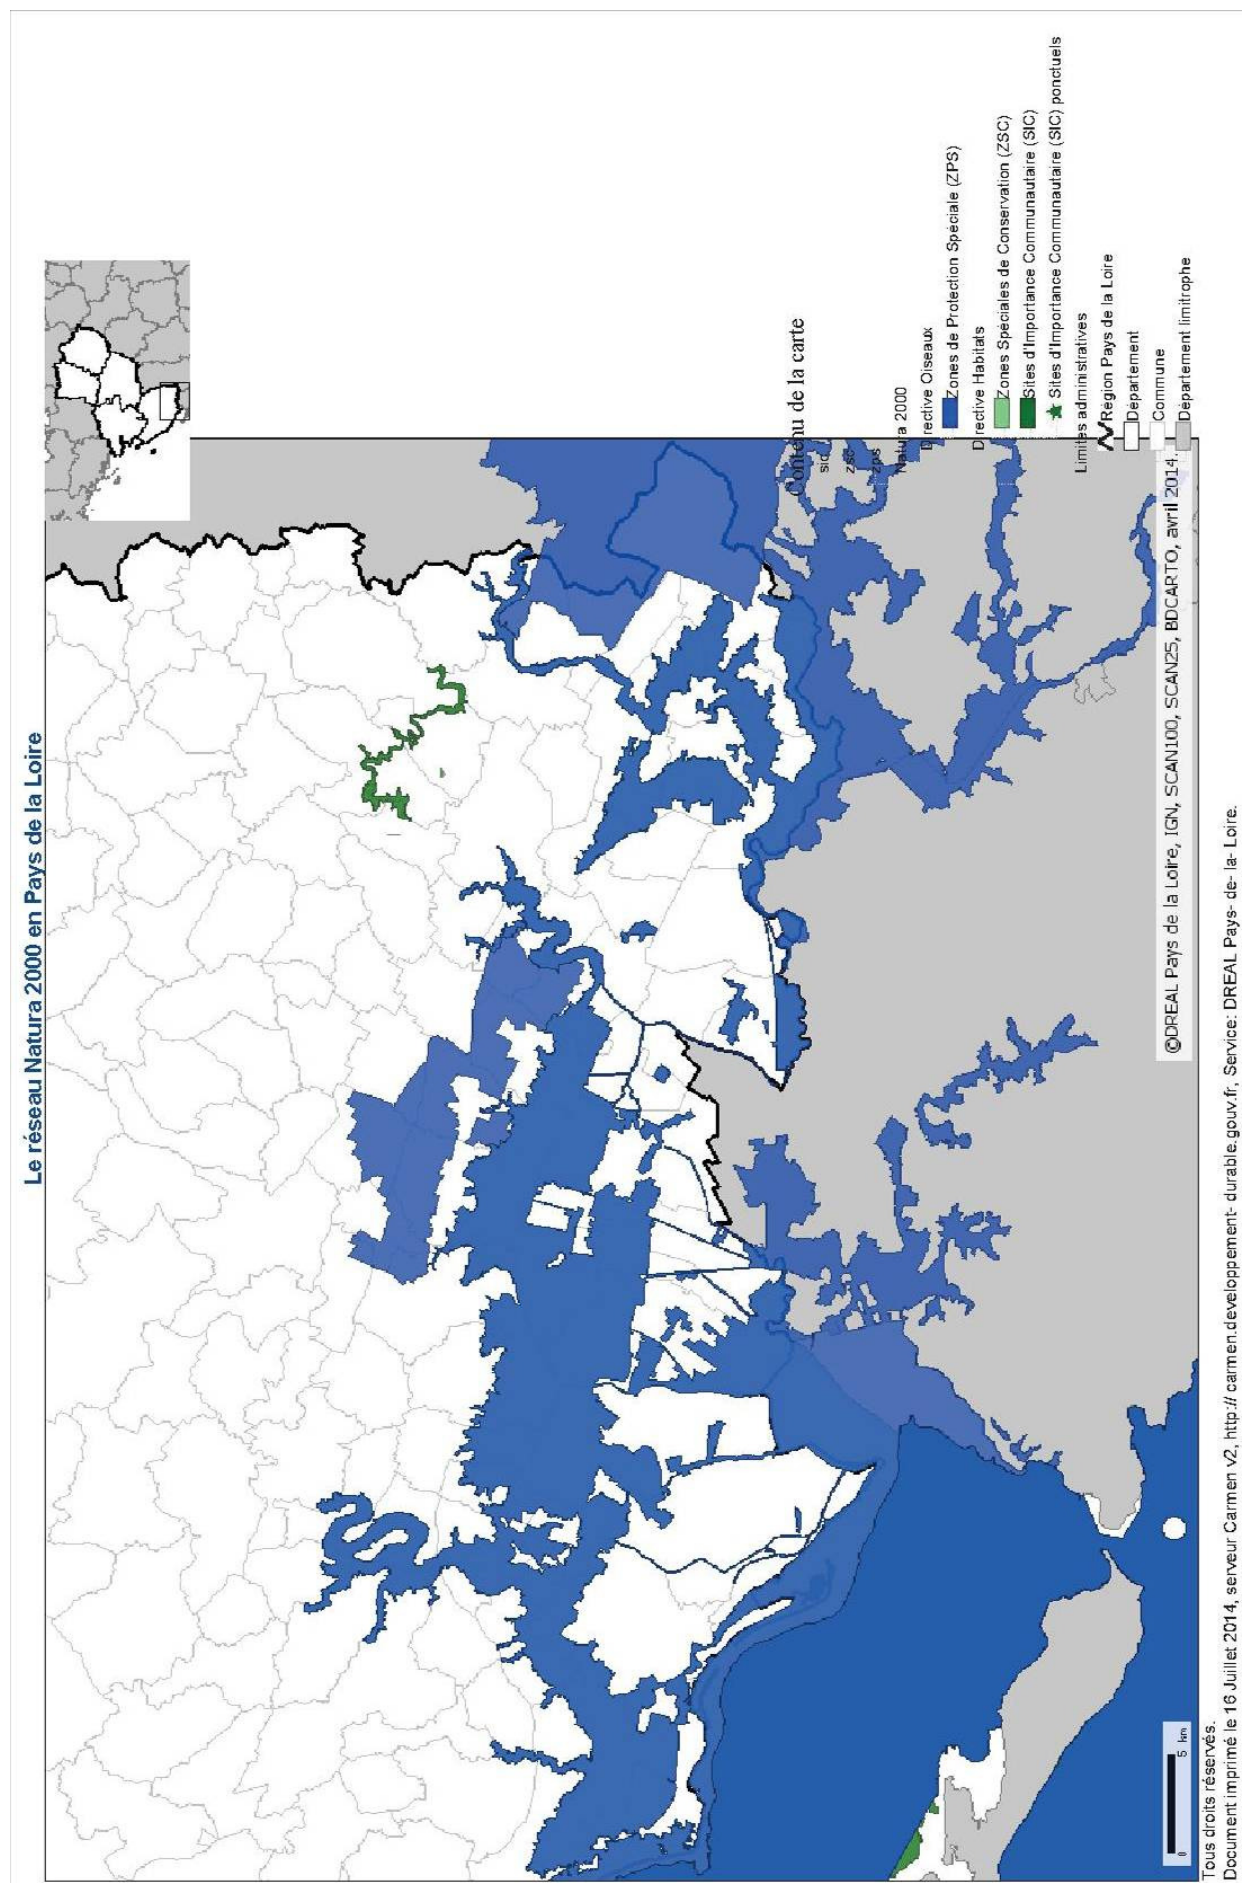 Le réseau Natura 2000 en Pays de la Loire
Contenu de la carte
sic
zsc
zps
Natura 2000
Directive Oiseaux
Zones de Protection Spéciale (ZPS)
Directive Habitats
Zones Spéciales de Conservation (ZSC)
Sites d'Importance Communautaire (SIC)
Sites d'Importance Communautaire (SIC) ponctuels
Limites administratives
Région Pays de la Loire
Département
Commune
Département limitrophe
©DREAL Pays de la Loire, IGN, SCAN100, SCAN25, BDCARTO, avril 2014.
0 5 km
Tous droits réservés.
Document imprimé le 16 Juillet 2014, serveur Carmen v2, http:// carmen.developpement- durable.gouv.fr, Service: DREAL Pays- de- la- Loire.